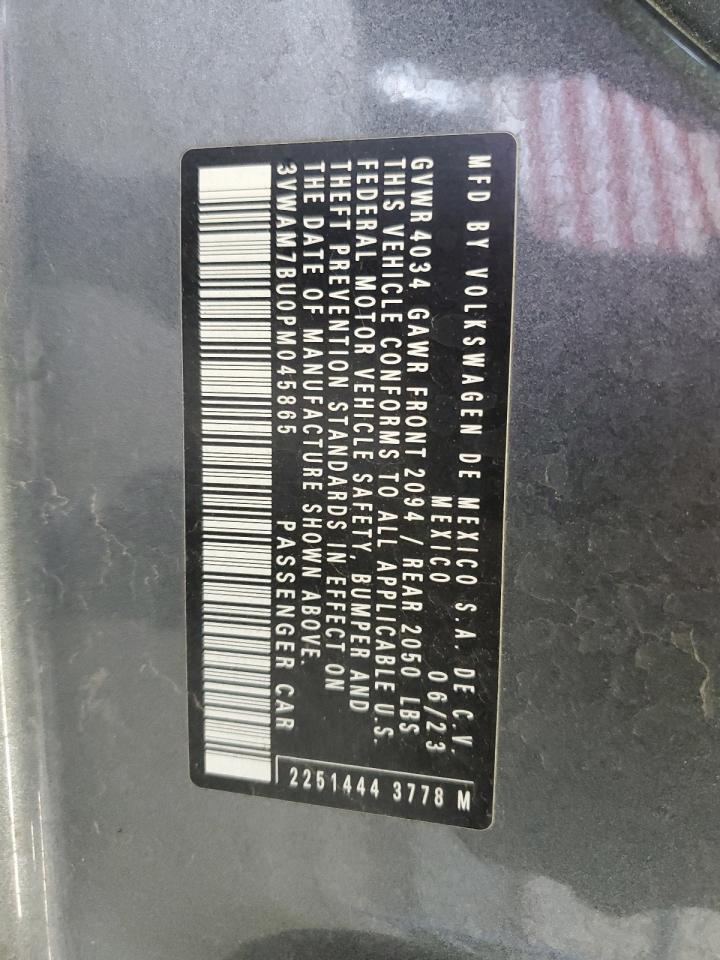 MFD BY VOLKSWAGEN DE MEXICO S.A. DE C.V.
MEXICO 06/23
GVWR 4034 GAWR FRONT 2094 / REAR 2050 LBS
THIS VEHICLE CONFORMS TO ALL APPLICABLE U.S.
FEDERAL MOTOR VEHICLE SAFETY, BUMPER AND
THEFT PREVENTION STANDARDS IN EFFECT ON
THE DATE OF MANUFACTURE SHOWN ABOVE.
3VWAM7BU0PM045865 PASSENGER CAR
2251444 3778 M